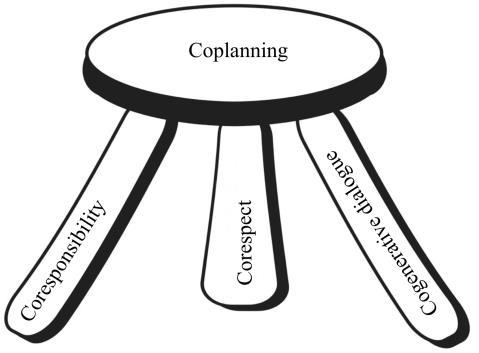 Coplanning
Coresponsibility
Corespect
Cogenerative dialogue